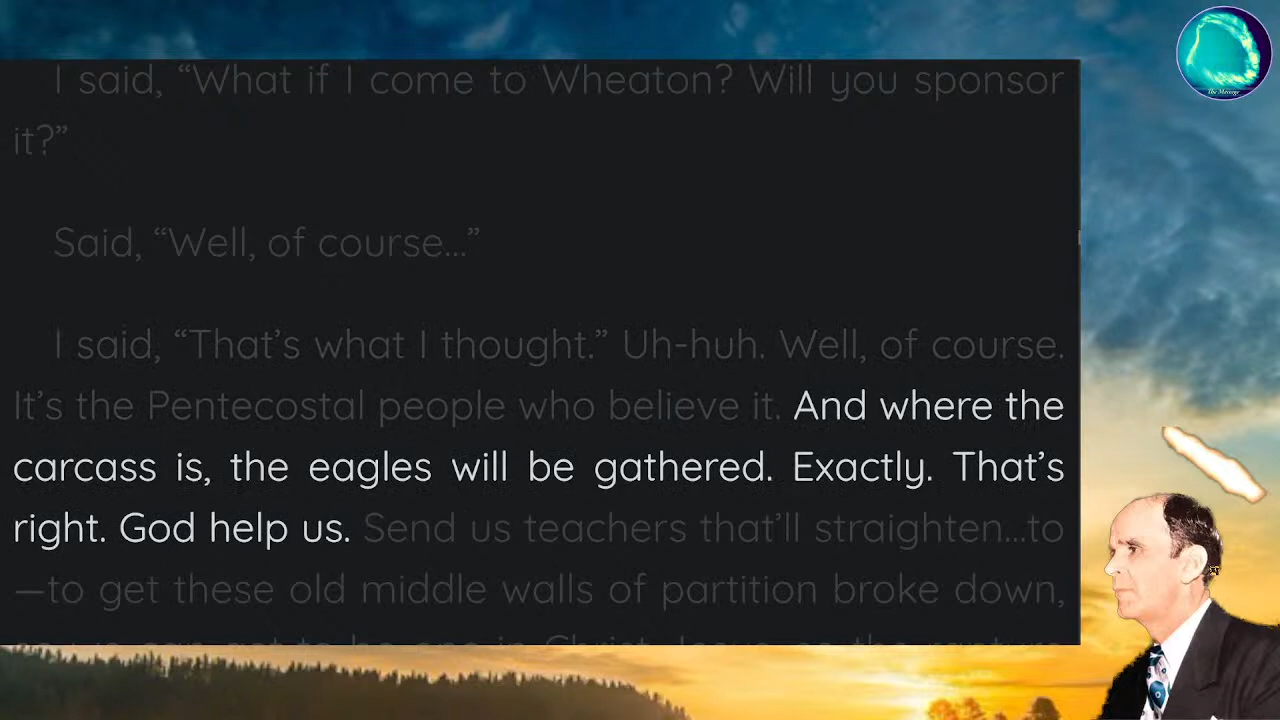 I said, “What if I come to Wheaton? Will you sponsor
it?”
Said, “Well, of course...”
I said, “That’s what I thought.” Uh-huh. Well, of course.
It’s the Pentecostal people who believe it. And where the
carcass is, the eagles will be gathered. Exactly. That’s
right. God help us. Send us teachers that’ll straighten...to
—to get these old middle walls of partition broke down,
The Message